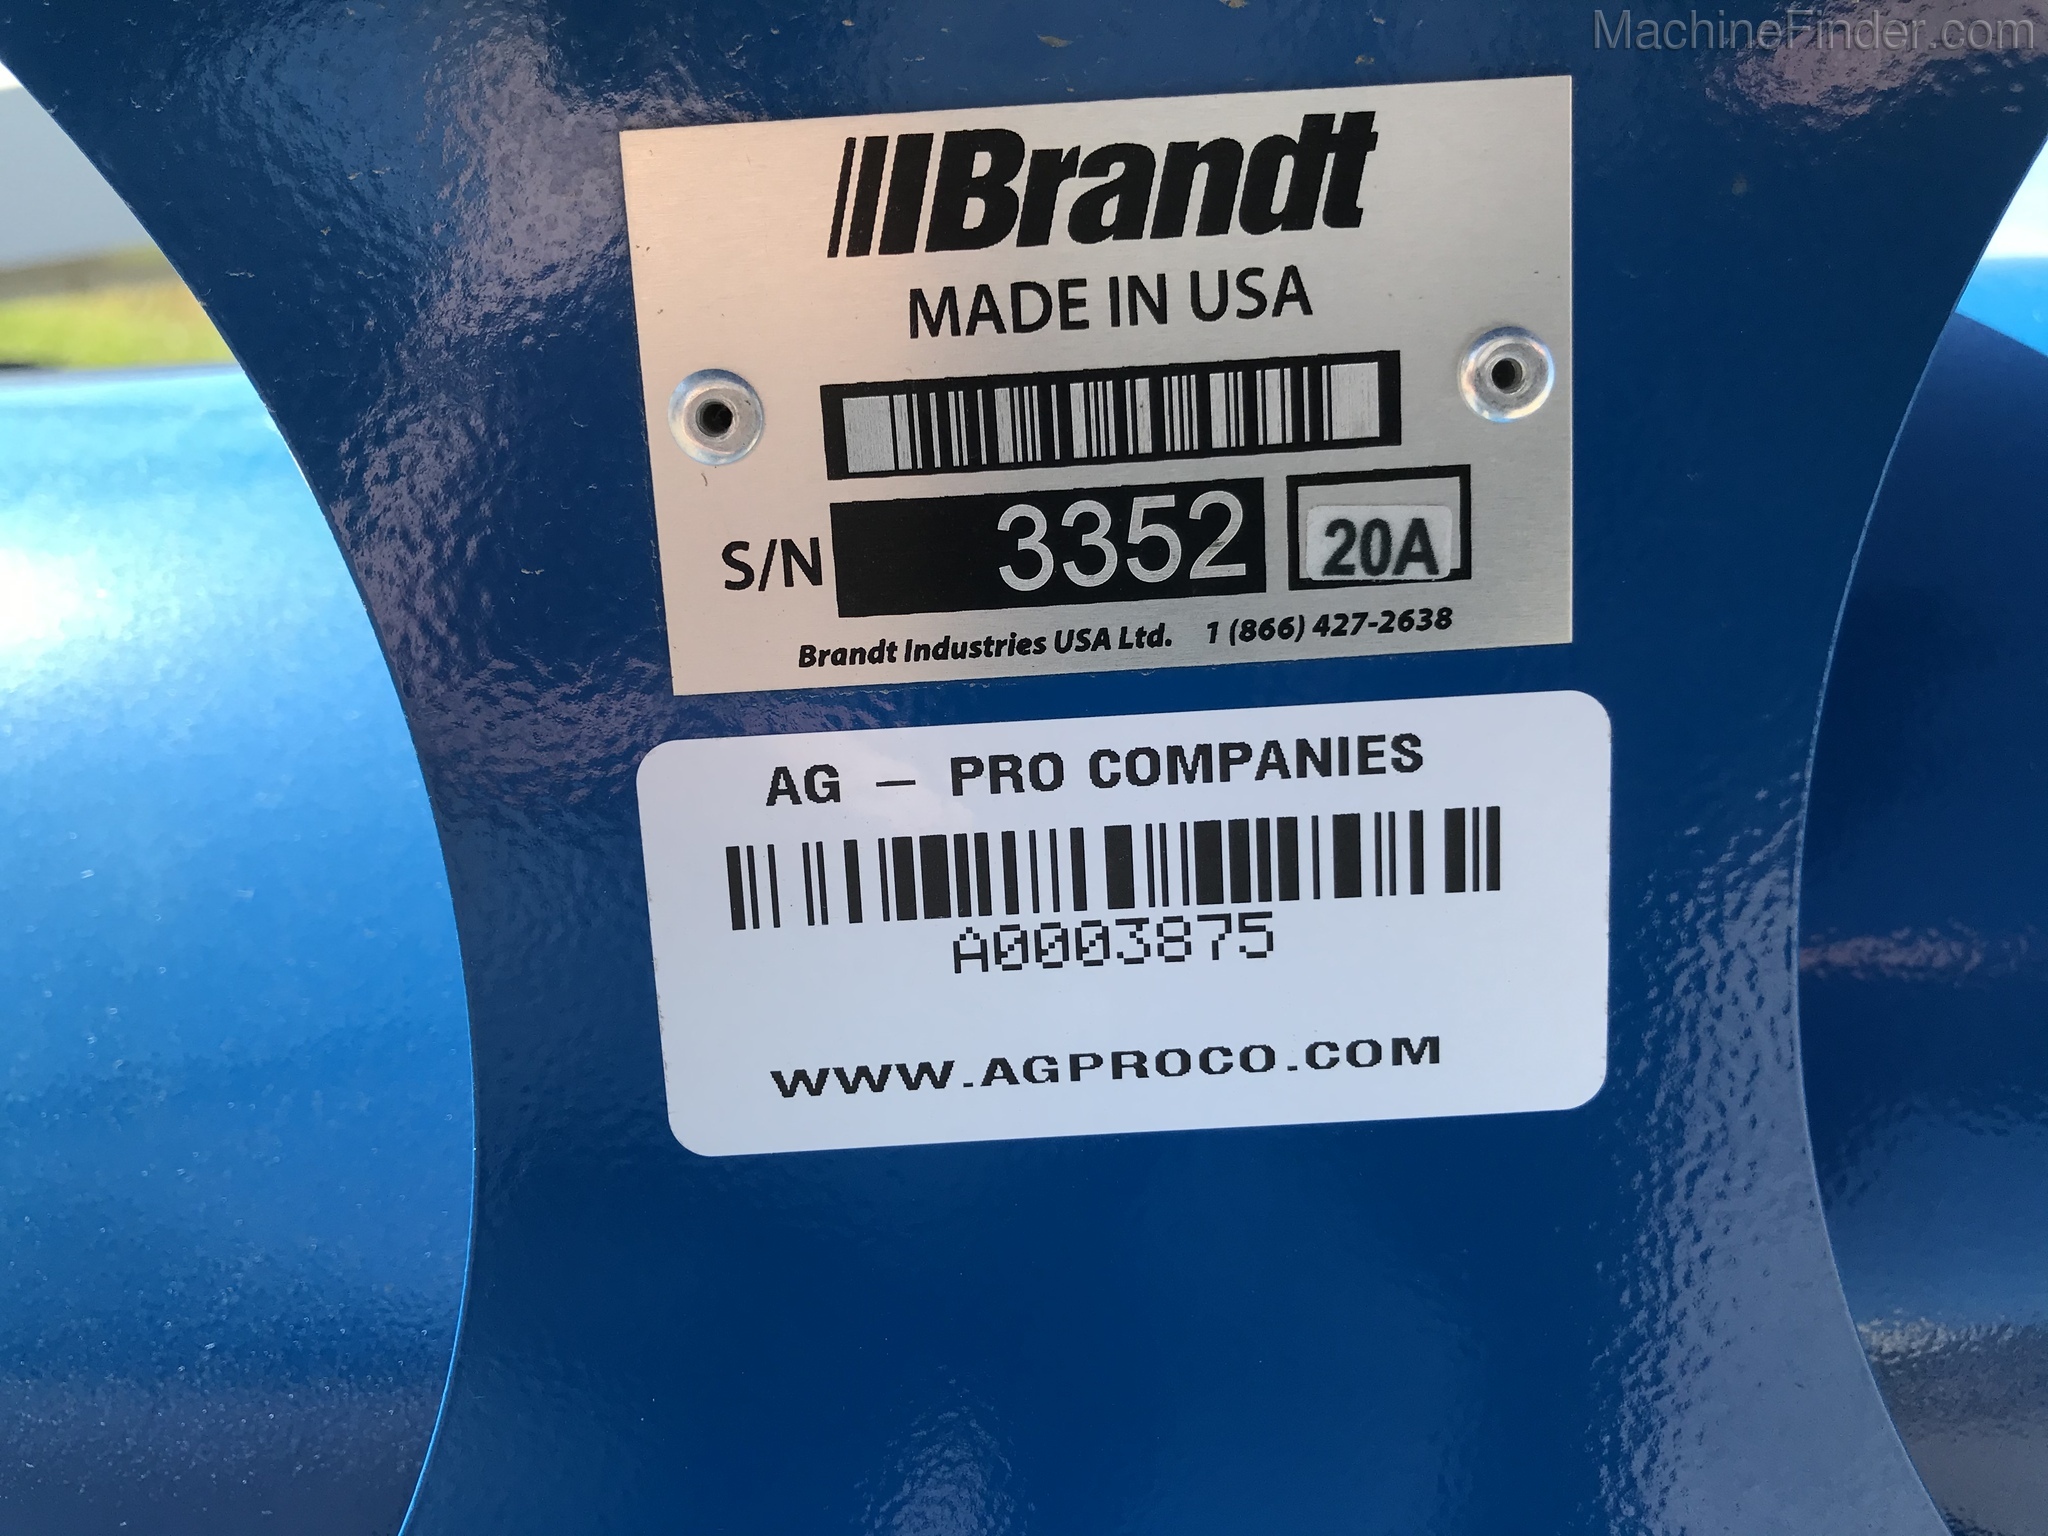 MachineFinder.com
Brandt
MADE IN USA
S/N 3352 20A
Brandt Industries USA Ltd. 1 (866) 427-2638
AG – PRO COMPANIES
A0003875
WWW.AGPROCO.COM